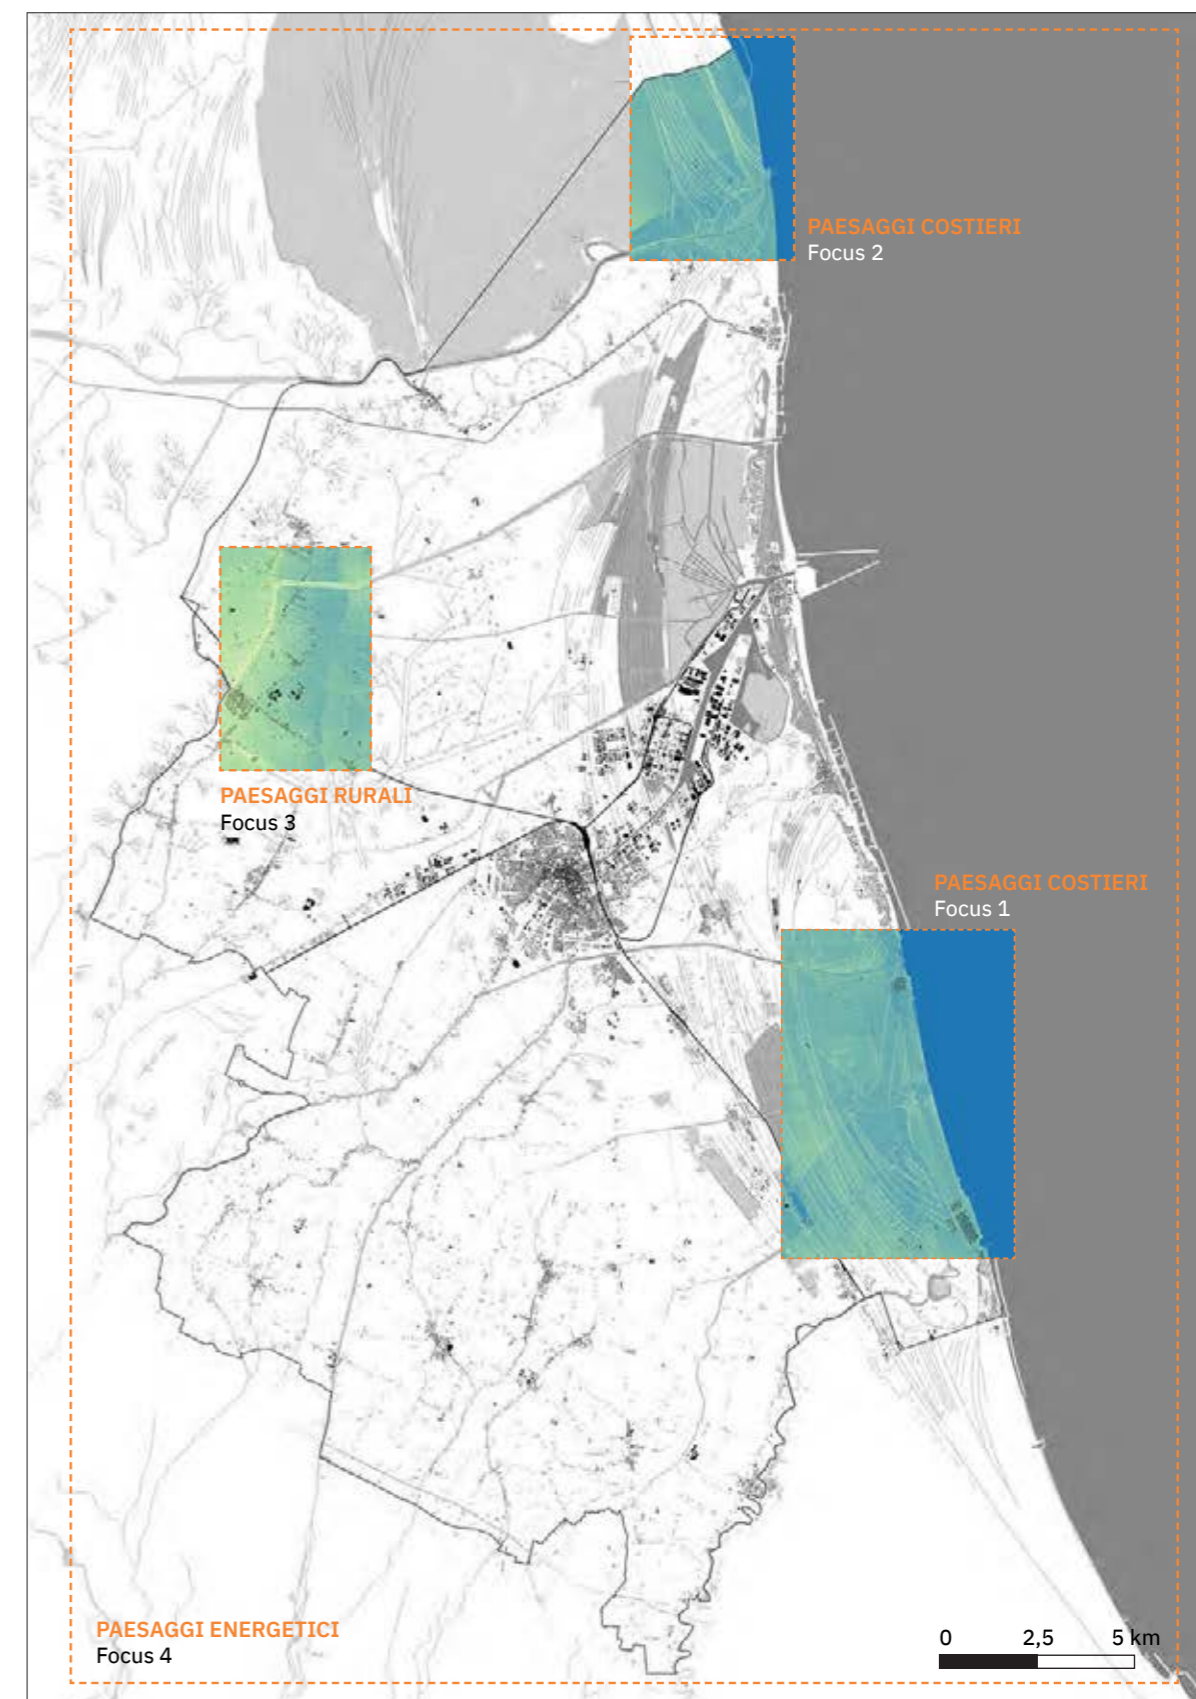 PAESAGGI COSTIERI
Focus 2
PAESAGGI RURALI
Focus 3
PAESAGGI COSTIERI
Focus 1
PAESAGGI ENERGETICI
Focus 4
0 2,5 5 km